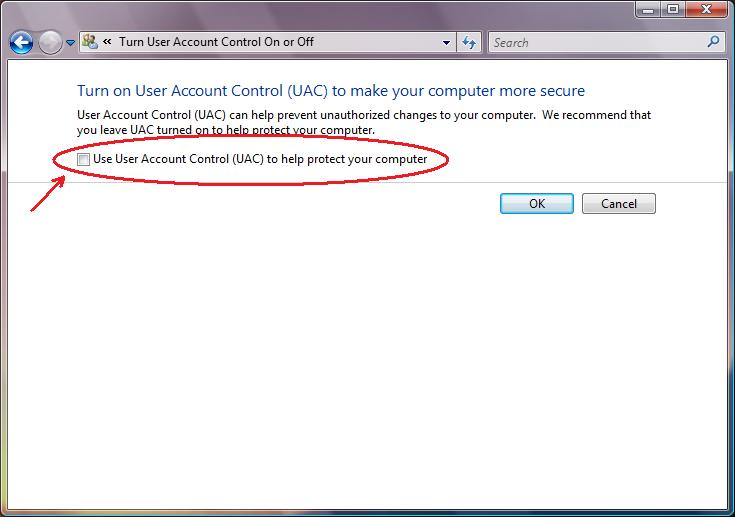 « Turn User Account Control On or Off
Search
Turn on User Account Control (UAC) to make your computer more secure
User Account Control (UAC) can help prevent unauthorized changes to your computer.  We recommend that
you leave UAC turned on to help protect your computer.
Use User Account Control (UAC) to help protect your computer
OK
Cancel